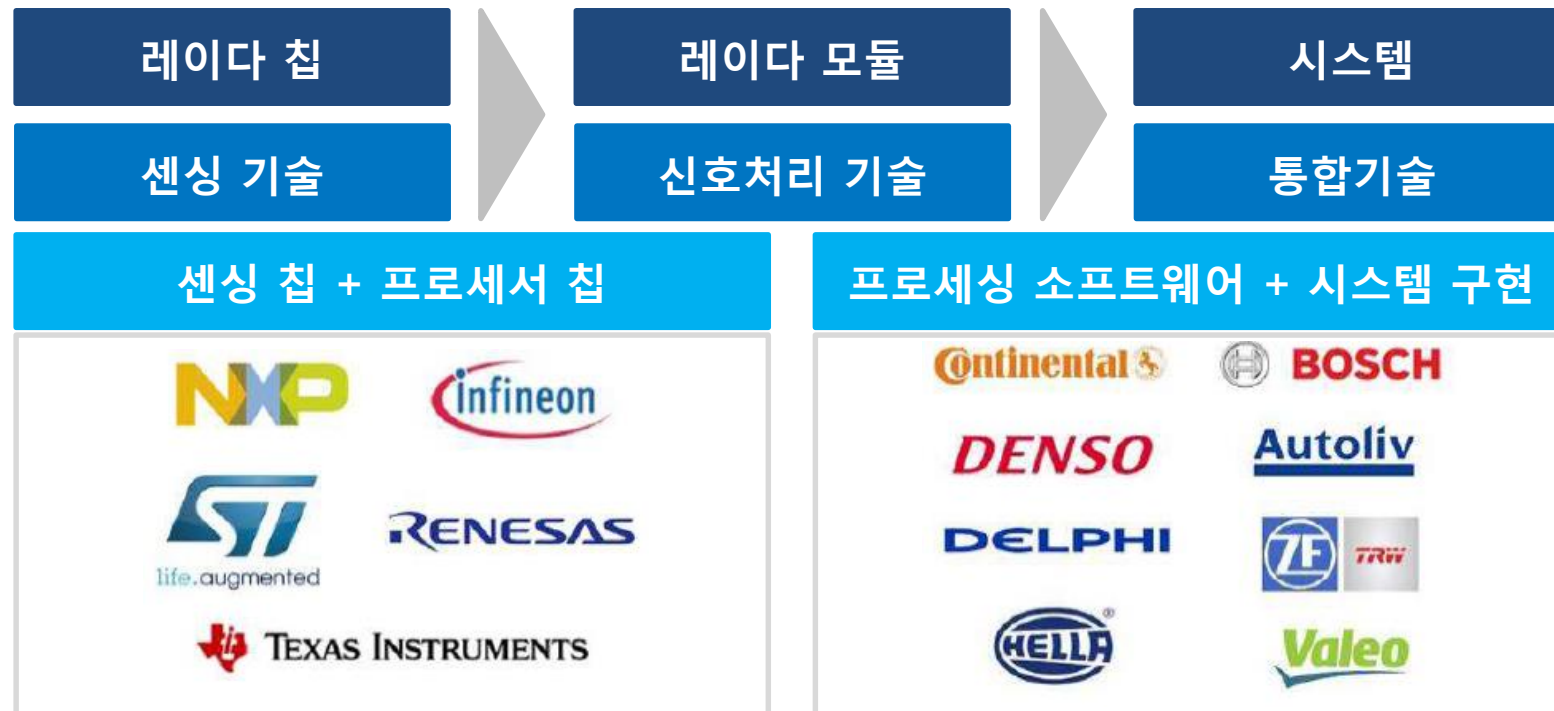 레이다 칩
레이다 모듈
시스템
센싱 기술
신호처리 기술
통합기술
센싱 칩 + 프로세서 칩
프로세싱 소프트웨어 + 시스템 구현
NXP
infineon
ST
life.augmented
RENESAS
TEXAS INSTRUMENTS
Continental
BOSCH
DENSO
Autoliv
DELPHI
ZF
TRW
HELLA
®
Valeo